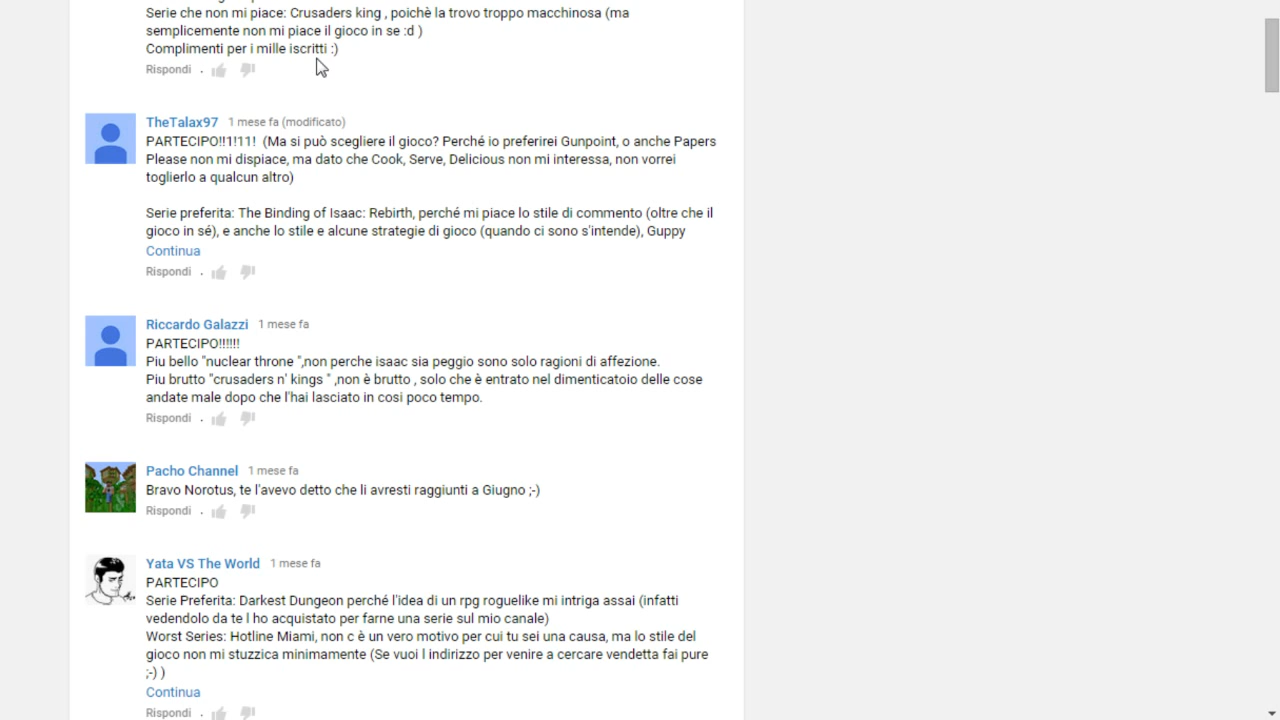 Serie che non mi piace: Crusaders king , poichè la trovo troppo macchinosa (ma
semplicemente non mi piace il gioco in se :d )
Complimenti per i mille iscritti :)
Rispondi .
TheTalax97 1 mese fa (modificato)
PARTECIPO!!1!11!  (Ma si può scegliere il gioco? Perché io preferirei Gunpoint, o anche Papers
Please non mi dispiace, ma dato che Cook, Serve, Delicious non mi interessa, non vorrei
toglierlo a qualcun altro)
Serie preferita: The Binding of Isaac: Rebirth, perché mi piace lo stile di commento (oltre che il
gioco in sé), e anche lo stile e alcune strategie di gioco (quando ci sono s'intende), Guppy
Continua
Rispondi .
Riccardo Galazzi 1 mese fa
PARTECIPO!!!!!!
Piu bello "nuclear throne ",non perche isaac sia peggio sono solo ragioni di affezione.
Piu brutto "crusaders n' kings " ,non è brutto , solo che è entrato nel dimenticatoio delle cose
andate male dopo che l'hai lasciato in cosi poco tempo.
Rispondi .
Pacho Channel 1 mese fa
Bravo Norotus, te l'avevo detto che li avresti raggiunti a Giugno ;-)
Rispondi .
Yata VS The World 1 mese fa
PARTECIPO
Serie Preferita: Darkest Dungeon perché l'idea di un rpg roguelike mi intriga assai (infatti
vedendolo da te l ho acquistato per farne una serie sul mio canale)
Worst Series: Hotline Miami, non c è un vero motivo per cui tu sei una causa, ma lo stile del
gioco non mi stuzzica minimamente (Se vuoi l indirizzo per venire a cercare vendetta fai pure
;-) )
Continua
Rispondi .